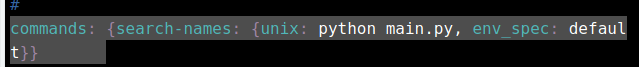 #
commands: {search-names: {unix: python main.py, env_spec: defaul
t}}